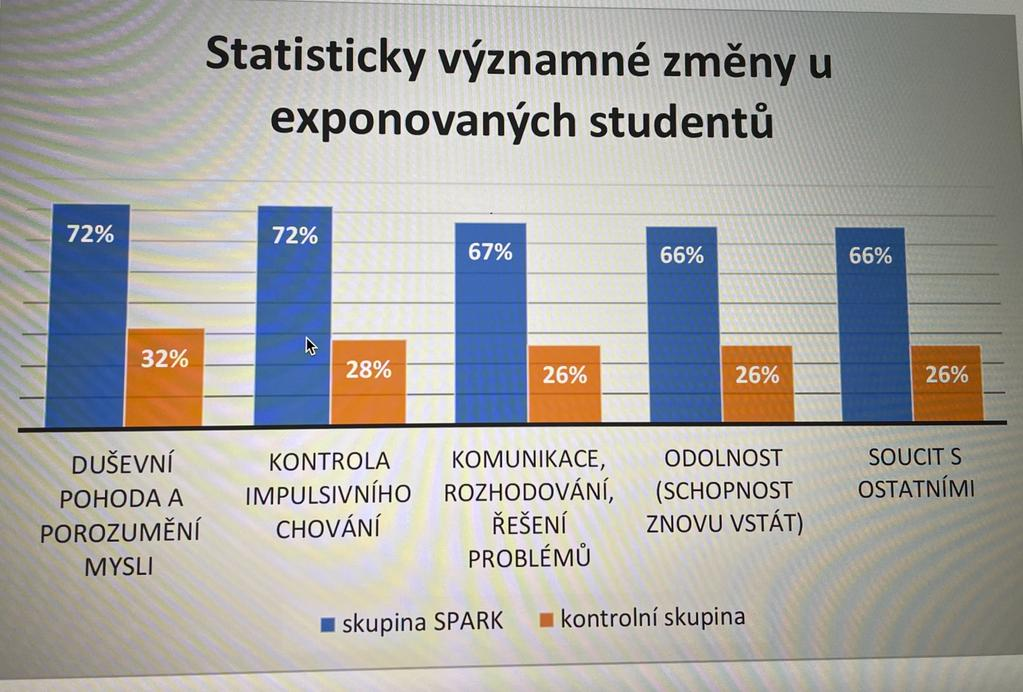 Statisticky významné změny u
exponovaných studentů
72%
32%
72%
28%
67%
26%
66%
26%
66%
26%
DUŠEVNÍ
POHODA A
POROZUMĚNÍ
MYSLI
KONTROLA
IMPULSIVNÍHO
CHOVÁNÍ
KOMUNIKACE,
ROZHODOVÁNÍ,
ŘEŠENÍ
PROBLÉMŮ
ODOLNOST
(SCHOPNOST
ZNOVU VSTÁT)
SOUCIT S
OSTATNÍMI
skupina SPARK
kontrolní skupina